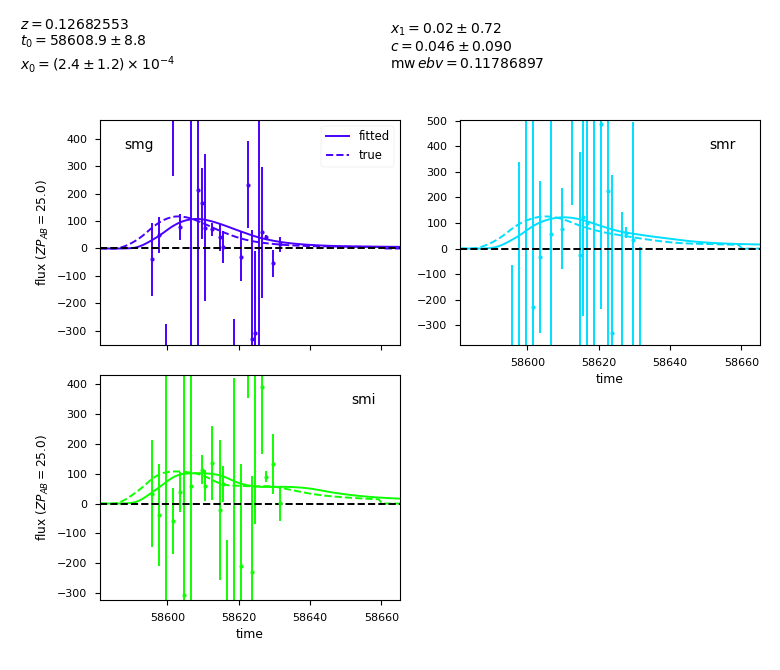 z = 0.12682553
t₀ = 58608.9 ± 8.8
x₀ = (2.4 ± 1.2) × 10⁻⁴
x₁ = 0.02 ± 0.72
c = 0.046 ± 0.090
mw ebv = 0.11786897
smg
fitted
true
400
300
200
100
0
−100
−200
−300
flux (ZP_AB = 25.0)
smr
500
400
300
200
100
0
−100
−200
−300
58600 58620 58640 58660
time
smi
400
300
200
100
0
−100
−200
−300
flux (ZP_AB = 25.0)
58600 58620 58640 58660
time